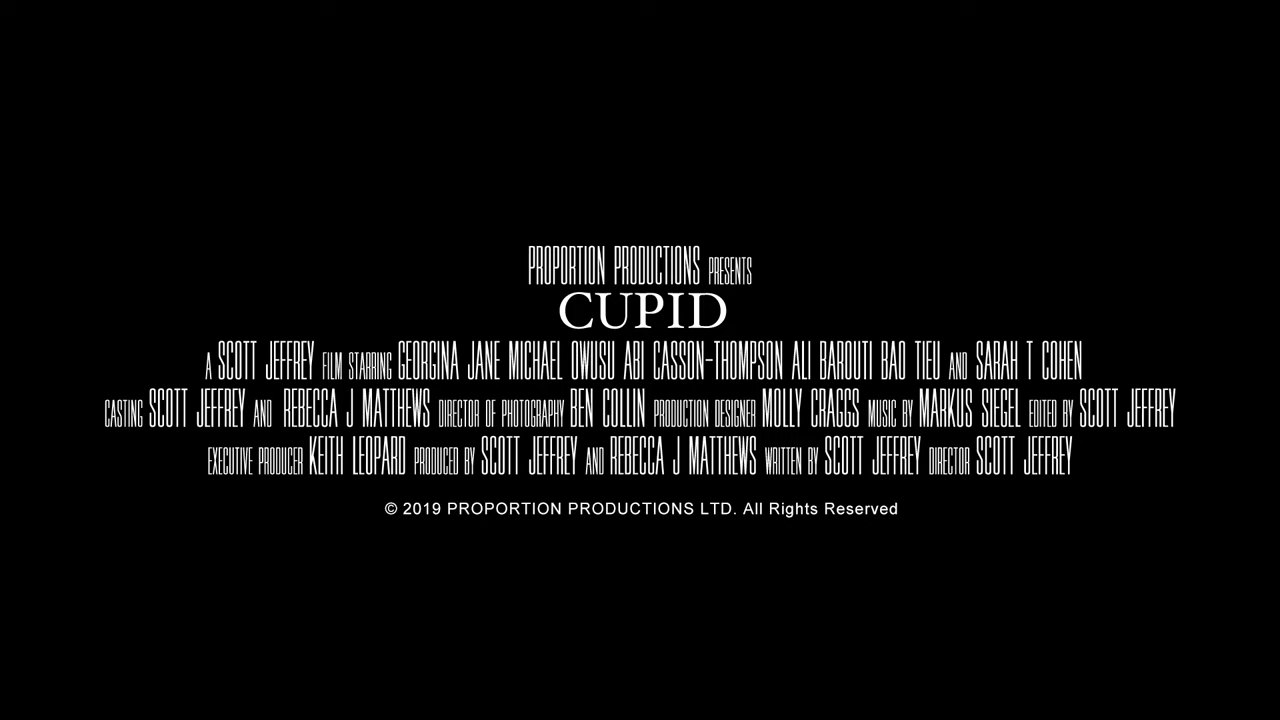 PROPORTION PRODUCTIONS PRESENTS
CUPID
A SCOTT JEFFREY FILM STARRING GEORGINA JANE MICHAEL OWUSU ABI CASSON-THOMPSON ALI BAROUTI BAO TIEU AND SARAH T COHEN
CASTING SCOTT JEFFREY AND REBECCA J MATTHEWS DIRECTOR OF PHOTOGRAPHY BEN COLLIN PRODUCTION DESIGNER MOLLY CRAGGS MUSIC BY MARKUS SIEGEL EDITED BY SCOTT JEFFREY
EXECUTIVE PRODUCER KEITH LEOPARD PRODUCED BY SCOTT JEFFREY AND REBECCA J MATTHEWS WRITTEN BY SCOTT JEFFREY DIRECTOR SCOTT JEFFREY
© 2019 PROPORTION PRODUCTIONS LTD. All Rights Reserved